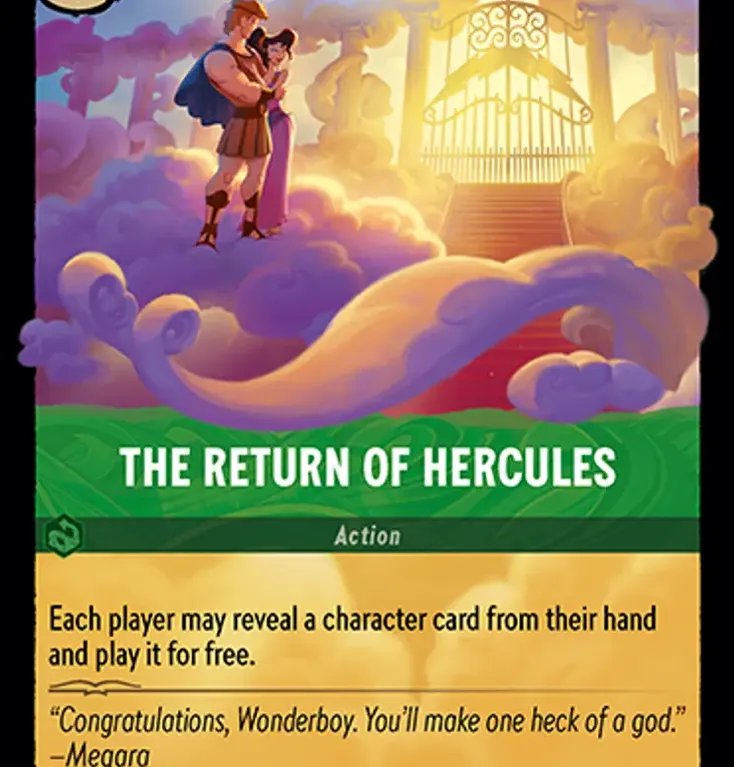 THE RETURN OF HERCULES
Action
Each player may reveal a character card from their hand
and play it for free.
“Congratulations, Wonderboy. You’ll make one heck of a god.”
–Megara